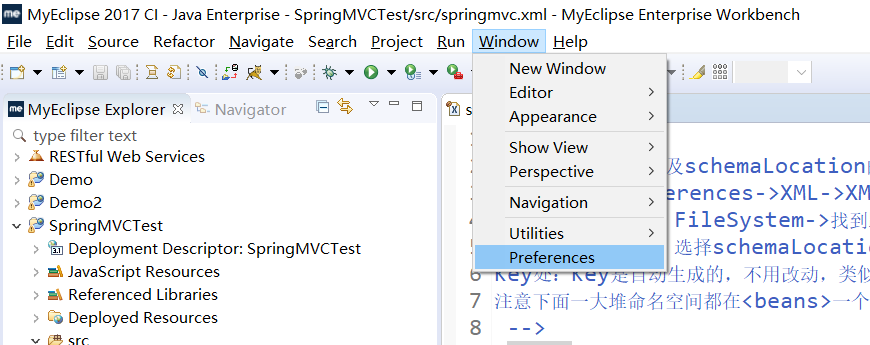 MyEclipse 2017 CI - Java Enterprise - SpringMVCTest/src/springmvc.xml - MyEclipse Enterprise Workbench
File Edit Source Refactor Navigate Search Project Run Window Help
New Window
Editor
Appearance
Show View
Perspective
Navigation
Utilities
Preferences
MyEclipse Explorer Navigator
type filter text
RESTful Web Services
Demo
Demo2
SpringMVCTest
Deployment Descriptor: SpringMVCTest
JavaScript Resources
Referenced Libraries
Deployed Resources
src
及schemaLocation
erences->XML->XM
FileSystem->找到
选择schemaLocatio
6 Key处：Key是自动生成的，不用改动，类似
7 注意下面一大堆命名空间都在<beans>一个
8 -->